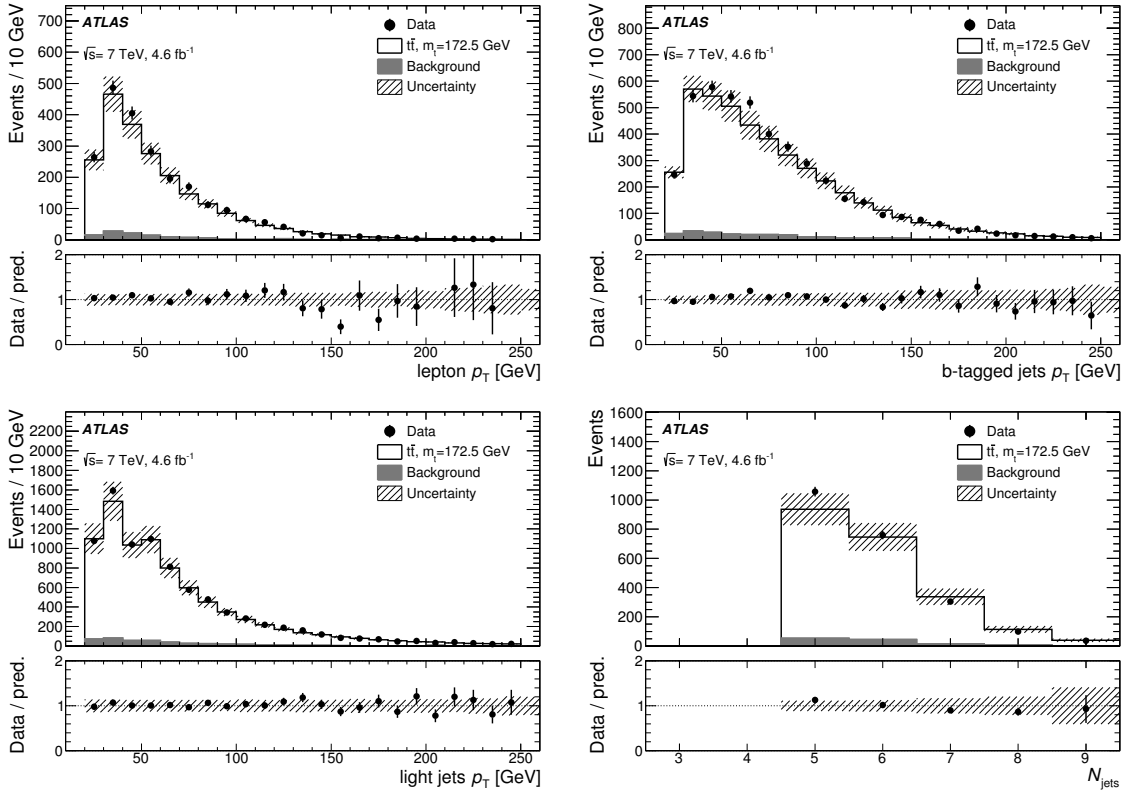 Events / 10 GeV
700
600
500
400
300
200
100
0
ATLAS
√s= 7 TeV, 4.6 fb⁻¹
Data
tt̄, mₜ=172.5 GeV
Background
Uncertainty
Data / pred.
2
1
0
50 100 150 200 250
lepton p_T [GeV]
Events / 10 GeV
800
700
600
500
400
300
200
100
0
ATLAS
√s= 7 TeV, 4.6 fb⁻¹
Data
tt̄, mₜ=172.5 GeV
Background
Uncertainty
Data / pred.
2
1
0
50 100 150 200 250
b-tagged jets p_T [GeV]
Events / 10 GeV
2200
2000
1800
1600
1400
1200
1000
800
600
400
200
0
ATLAS
√s= 7 TeV, 4.6 fb⁻¹
Data
tt̄, mₜ=172.5 GeV
Background
Uncertainty
Data / pred.
2
1
0
50 100 150 200 250
light jets p_T [GeV]
Events
1600
1400
1200
1000
800
600
400
200
0
ATLAS
√s= 7 TeV, 4.6 fb⁻¹
Data
tt̄, mₜ=172.5 GeV
Background
Uncertainty
Data / pred.
2
1
0
3 4 5 6 7 8 9
N_jets